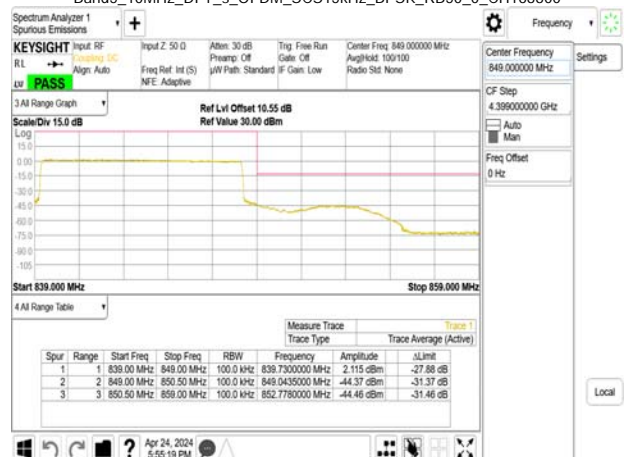 Spectrum Analyzer 1
Spurious Emissions
Frequency
KEYSIGHT
RL
PASS
Input: RF
Coupling: DC
Align: Auto
Input Z: 50 Ω
Freq Ref: Int (S)
NFE: Adaptive
Atten: 30 dB
Preamp: Off
µW Path: Standard
Trig: Free Run
Gate: Off
IF Gain: Low
Center Freq: 849.000000 MHz
Avg|Hold: 100/100
Radio Std: None
Center Frequency
849.000000 MHz
Settings
CF Step
4.399000000 GHz
Auto
Man
Freq Offset
0 Hz
3 All Range Graph
Scale/Div 15.0 dB
Ref Lvl Offset 10.55 dB
Ref Value 30.00 dBm
Log
15.0
0.00
-15.0
-30.0
-45.0
-60.0
-75.0
-90.0
-105
Start 839.000 MHz
Stop 859.000 MHz
4 All Range Table
Measure Trace Trace 1
Trace Type Trace Average (Active)
Spur Range Start Freq Stop Freq RBW Frequency Amplitude ΔLimit
1 1 839.00 MHz 849.00 MHz 100.0 kHz 839.7300000 MHz 2.115 dBm -27.88 dB
2 2 849.00 MHz 850.50 MHz 100.0 kHz 849.0435000 MHz -44.37 dBm -31.37 dB
3 3 850.50 MHz 859.00 MHz 100.0 kHz 852.7780000 MHz -44.46 dBm -31.46 dB
Local
Apr 24, 2024
5:55:19 PM